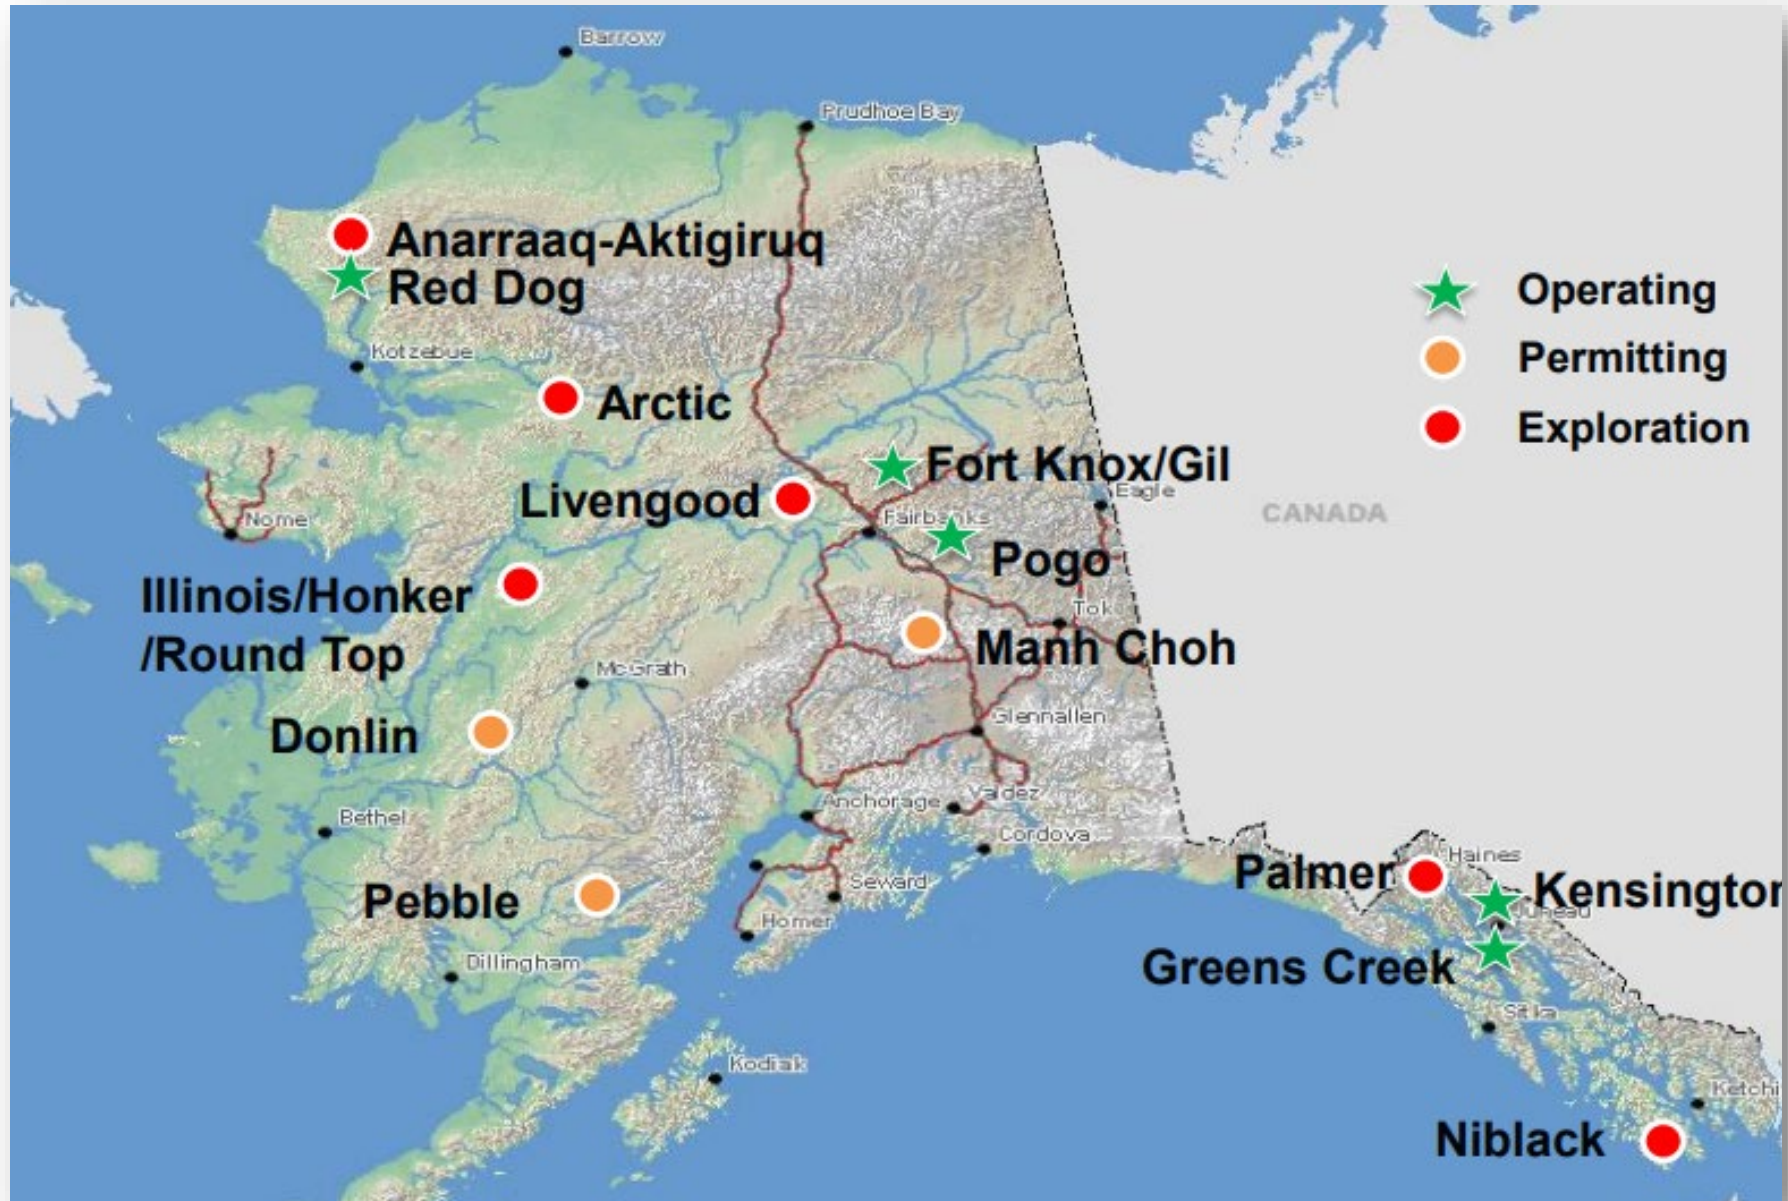 Barrow
Prudhoe Bay
Anarraaq-Aktigiruq
Red Dog
Operating
Kotzebue
Permitting
Arctic
Exploration
Fort Knox/Gil
Livengood
Eagle
CANADA
Nome
Fairbanks
Pogo
Illinois/Honker
/Round Top
Tok
Manh Choh
McGrath
Glennallen
Donlin
Valdez
Anchorage
Bethel
Cordova
Haines
Palmer
Seward
Kensington
Pebble
Juneau
Homer
Dillingham
Greens Creek
Sitka
Kodiak
Ketchi
Niblack